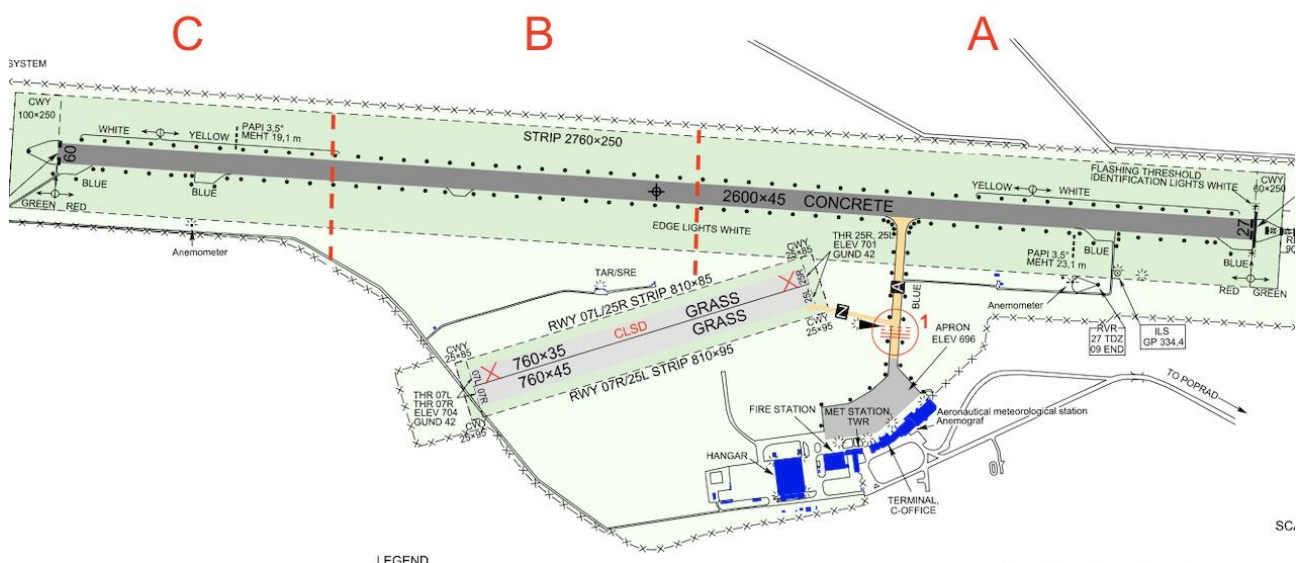 C
B
A
SYSTEM
CWY
100×250
WHITE
YELLOW
PAPI 3,5°
MEHT 19,1 m
STRIP 2760×250
FLASHING THRESHOLD
IDENTIFICATION LIGHTS WHITE
CWY
60×250
YELLOW
WHITE
09
BLUE
BLUE
GREEN
RED
Anemometer
2600×45 CONCRETE
EDGE LIGHTS WHITE
27
BLUE
BLUE
PAPI 3,5°
MEHT 23,1 m
RED
GREEN
THR 25R, 25L
ELEV 701
GUND 42
CWY
25×85
25R
25L
TAR/SRE
RWY 07L/25R STRIP 810×85
CLSD
GRASS
GRASS
760×35
760×45
RWY 07R/25L STRIP 810×95
CWY
25×95
CWY
25×85
07L
07R
THR 07L
THR 07R
ELEV 704
GUND 42
CWY
25×95
A
BLUE
Z
1
Anemometer
RVR
27 TDZ
09 END
ILS
GP 334,4
APRON
ELEV 696
TO POPRAD
FIRE STATION
MET STATION,
TWR
Aeronautical meteorological station
Anemograf
HANGAR
TERMINAL,
C-OFFICE
LEGEND
SCA